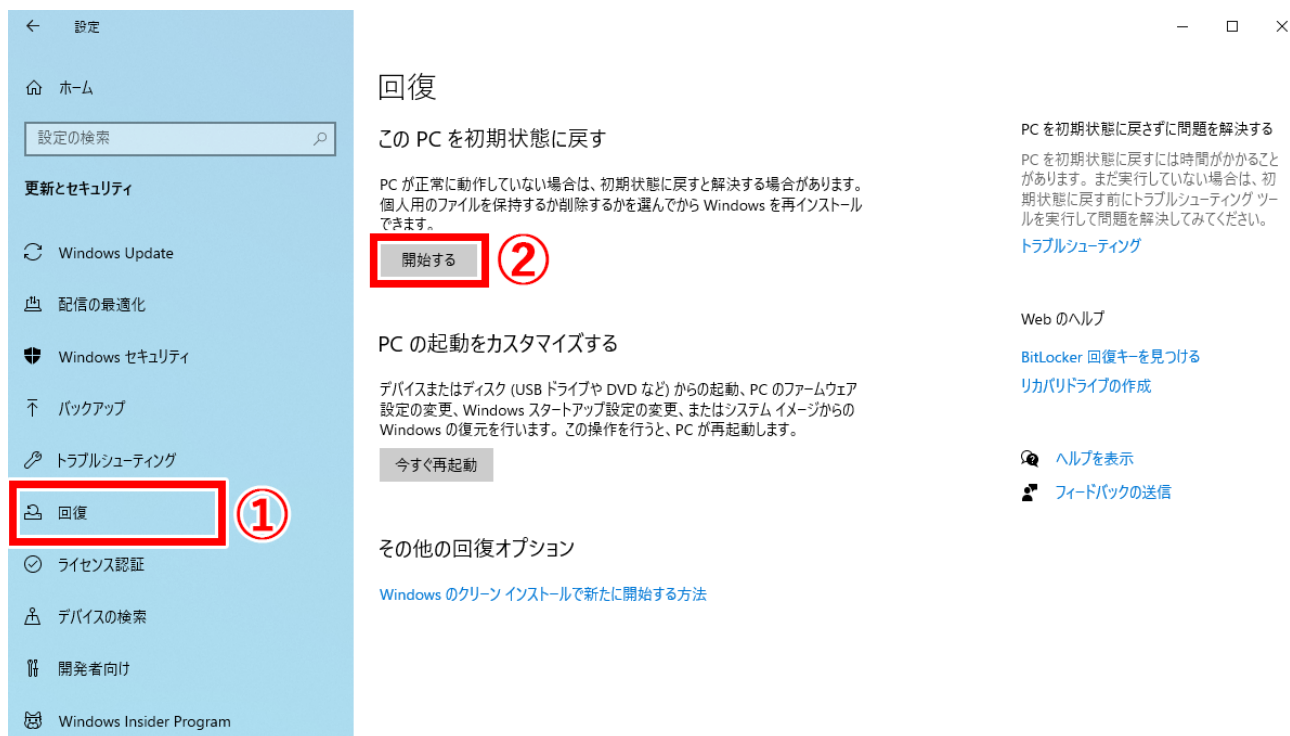 設定
ホーム
設定の検索
更新とセキュリティ
Windows Update
配信の最適化
Windows セキュリティ
バックアップ
トラブルシューティング
回復
①
ライセンス認証
デバイスの検索
開発者向け
Windows Insider Program
回復
この PC を初期状態に戻す
PC が正常に動作していない場合は、初期状態に戻すと解決する場合があります。
個人用のファイルを保持するか削除するかを選んでから Windows を再インストール
できます。
開始する
②
PC の起動をカスタマイズする
デバイスまたはディスク (USB ドライブや DVD など) からの起動、PC のファームウェア
設定の変更、Windows スタートアップ設定の変更、またはシステム イメージからの
Windows の復元を行います。この操作を行うと、PC が再起動します。
今すぐ再起動
その他の回復オプション
Windows のクリーン インストールで新たに開始する方法
PC を初期状態に戻さずに問題を解決する
PC を初期状態に戻すには時間がかかること
があります。まだ実行していない場合は、初
期状態に戻す前にトラブルシューティング ツー
ルを実行して問題を解決してみてください。
トラブルシューティング
Web のヘルプ
BitLocker 回復キーを見つける
リカバリドライブの作成
ヘルプを表示
フィードバックの送信